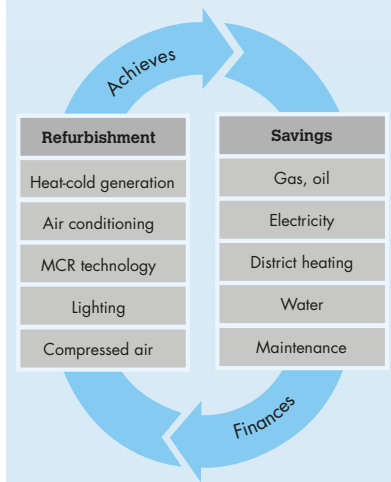 Achieves
Refurbishment
Heat-cold generation
Air conditioning
MCR technology
Lighting
Compressed air
Savings
Gas, oil
Electricity
District heating
Water
Maintenance
Finances